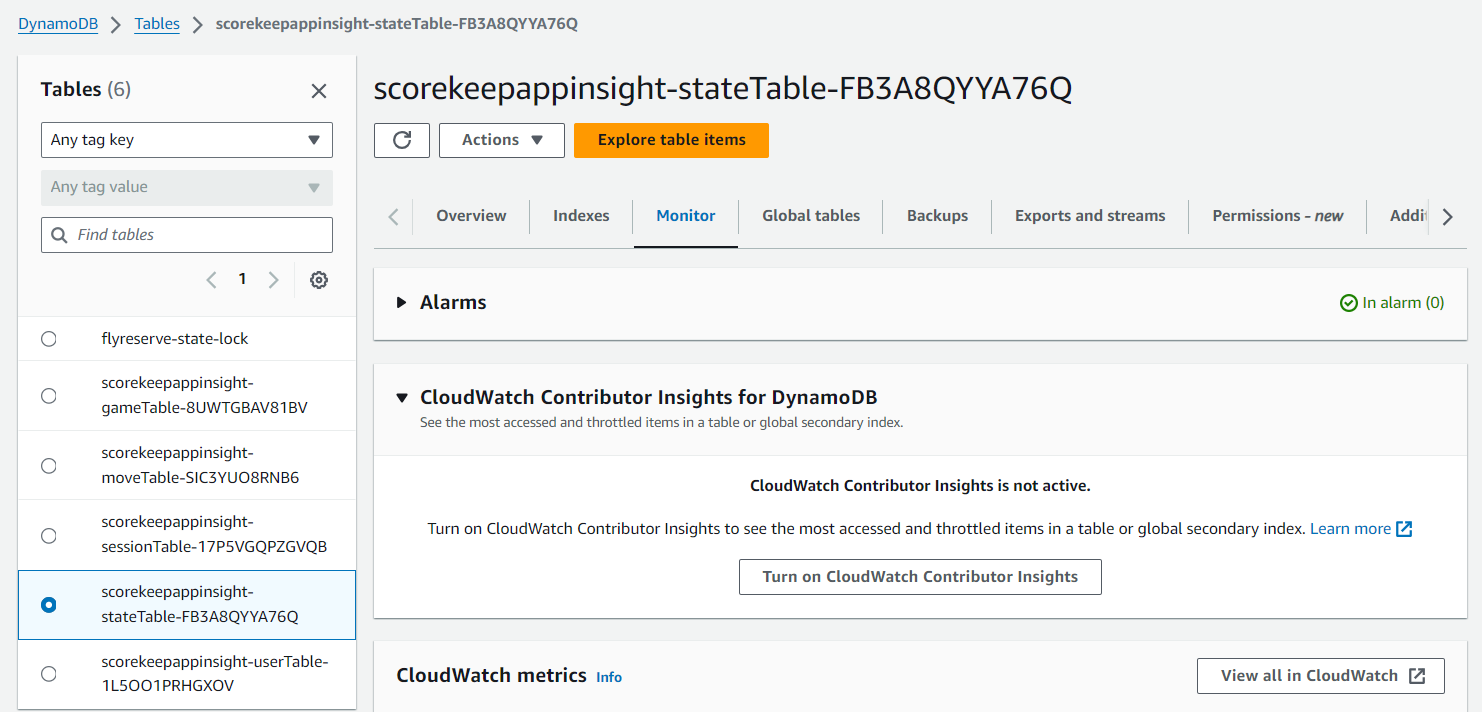 DynamoDB > Tables > scorekeepappinsight-stateTable-FB3A8QYYA76Q
Tables (6)
Any tag key
Any tag value
Find tables
1
flyreserve-state-lock
scorekeepappinsight-
gameTable-8UWTGBAV81BV
scorekeepappinsight-
moveTable-SIC3YUO8RNB6
scorekeepappinsight-
sessionTable-17P5VGQPZGVQB
scorekeepappinsight-
stateTable-FB3A8QYYA76Q
scorekeepappinsight-userTable-
1L5OO1PRHGXOV
scorekeepappinsight-stateTable-FB3A8QYYA76Q
Actions
Explore table items
Overview Indexes Monitor Global tables Backups Exports and streams Permissions - new Addi
Alarms
In alarm (0)
CloudWatch Contributor Insights for DynamoDB
See the most accessed and throttled items in a table or global secondary index.
CloudWatch Contributor Insights is not active.
Turn on CloudWatch Contributor Insights to see the most accessed and throttled items in a table or global secondary index. Learn more
Turn on CloudWatch Contributor Insights
CloudWatch metrics Info
View all in CloudWatch